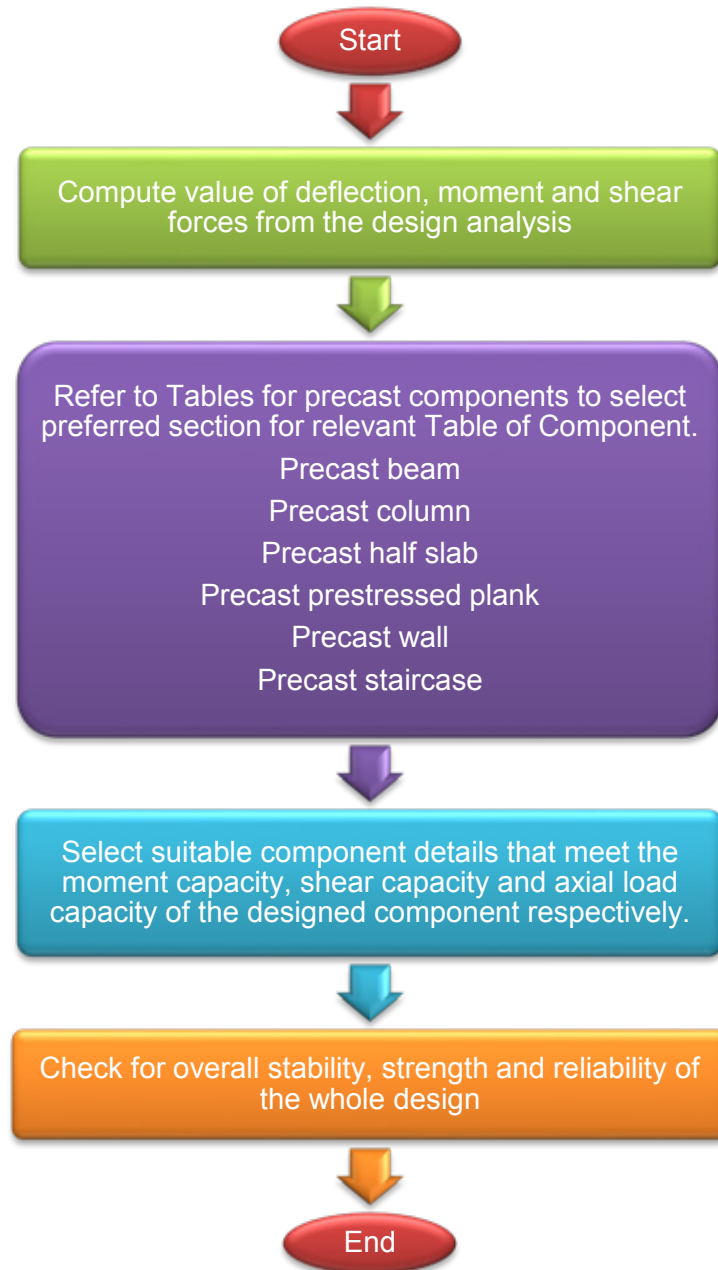 Start
Compute value of deflection, moment and shear
forces from the design analysis
Refer to Tables for precast components to select
preferred section for relevant Table of Component.
Precast beam
Precast column
Precast half slab
Precast prestressed plank
Precast wall
Precast staircase
Select suitable component details that meet the
moment capacity, shear capacity and axial load
capacity of the designed component respectively.
Check for overall stability, strength and reliability of
the whole design
End